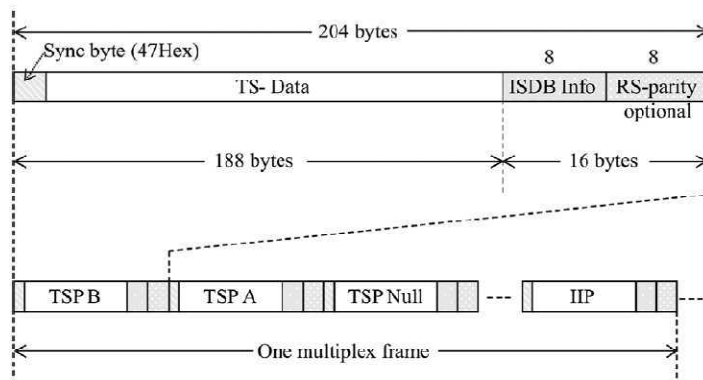 204 bytes
Sync byte (47Hex)
8 8
TS- Data ISDB Info RS-parity
optional
188 bytes 16 bytes
TSP B TSP A TSP Null IIP
One multiplex frame